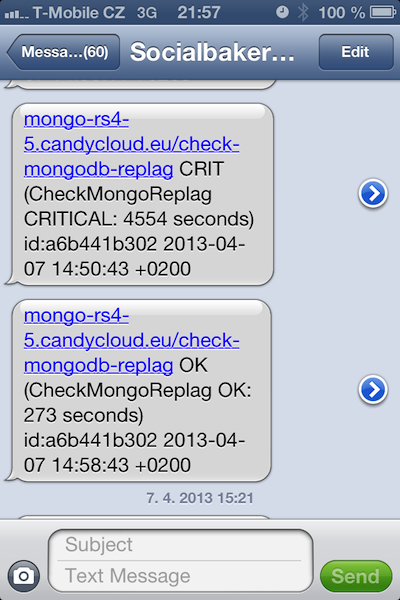 T-Mobile CZ 3G 21:57 100 %
Messa...(60) Socialbaker... Edit
mongo-rs4-
5.candycloud.eu/check-
mongodb-replag CRIT
(CheckMongoReplag
CRITICAL: 4554 seconds)
id:a6b441b302 2013-04-
07 14:50:43 +0200
mongo-rs4-
5.candycloud.eu/check-
mongodb-replag OK
(CheckMongoReplag OK:
273 seconds)
id:a6b441b302 2013-04-
07 14:58:43 +0200
7. 4. 2013 15:21
Subject
Text Message
Send